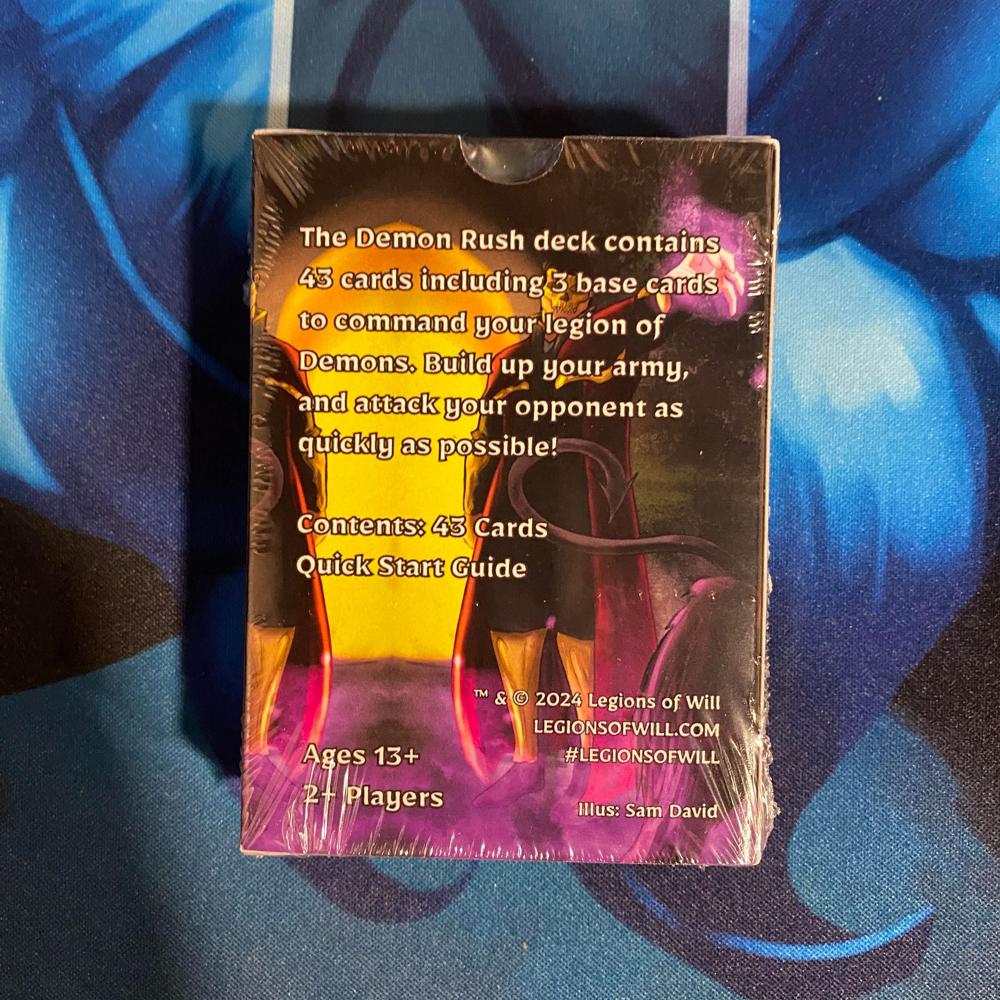 The Demon Rush deck contains
43 cards including 3 base cards
to command your legion of
Demons. Build up your army,
and attack your opponent as
quickly as possible!
Contents: 43 Cards
Quick Start Guide
™ & © 2024 Legions of Will
LEGIONSOFWILL.COM
#LEGIONSOFWILL
Ages 13+
2+ Players
Illus: Sam David